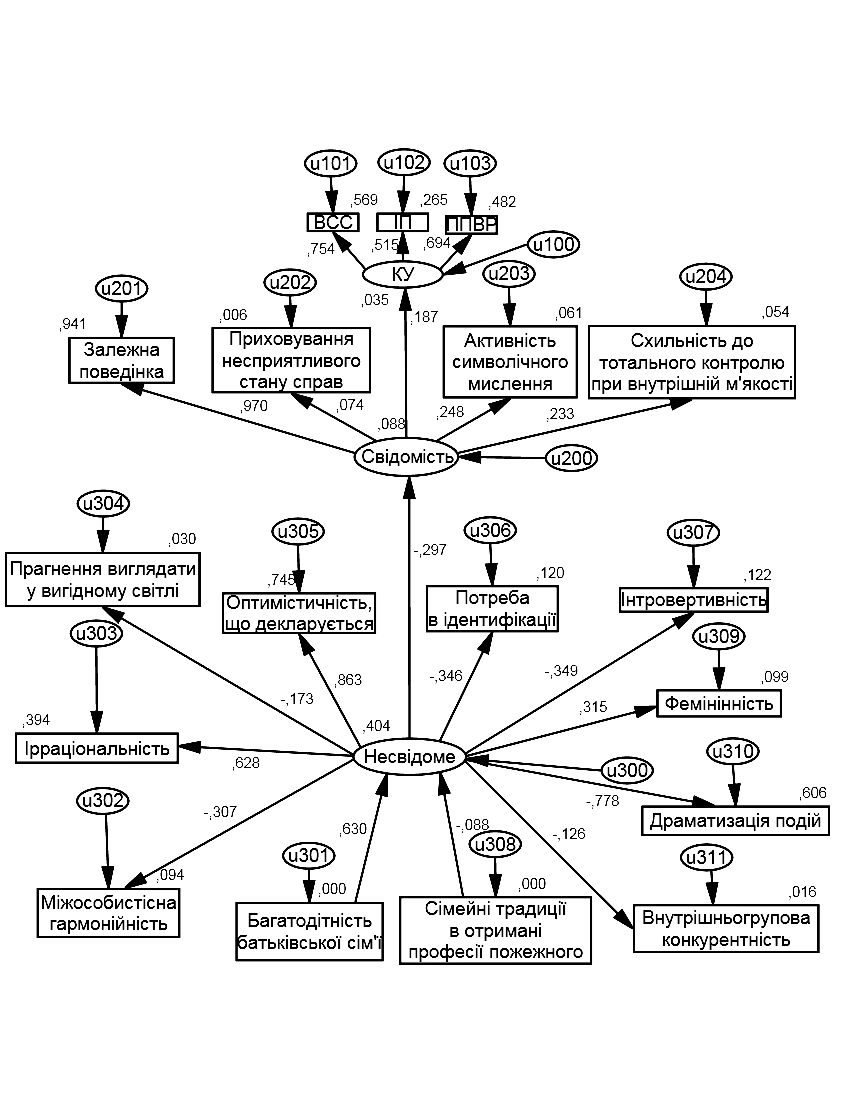 u101
u102
u103
,569
,265
,482
ВСС
ІП
ППВР
,754
,515
,694
u100
КУ
,035
,187
u201
u202
u203
u204
,941
,006
,061
,054
Залежна
поведінка
Приховування
несприятливого
стану справ
Активність
символічного
мислення
Схильність до
тотального контролю
при внутрішній м'якості
,970
,074
,088
,248
,233
Свідомість
u200
-,297
u304
u305
u306
u307
,030
,745
,120
,122
Прагнення виглядати
у вигідному світлі
Оптимістичність,
що декларується
Потреба
в ідентифікації
Інтровертивність
u303
u309
,394
,099
Ірраціональність
Фемінінність
-,173
,863
-,346
-,349
,315
,404
,628
Несвідоме
u300
u310
-,778
,606
Драматизація подій
u302
-,307
,094
Міжособистісна
гармонійність
,630
u301
,000
Багатодітність
батьківської сім'ї
-,088
u308
,000
Сімейні традиції
в отримані
професії пожежного
-,126
u311
,016
Внутрішньогрупова
конкурентність